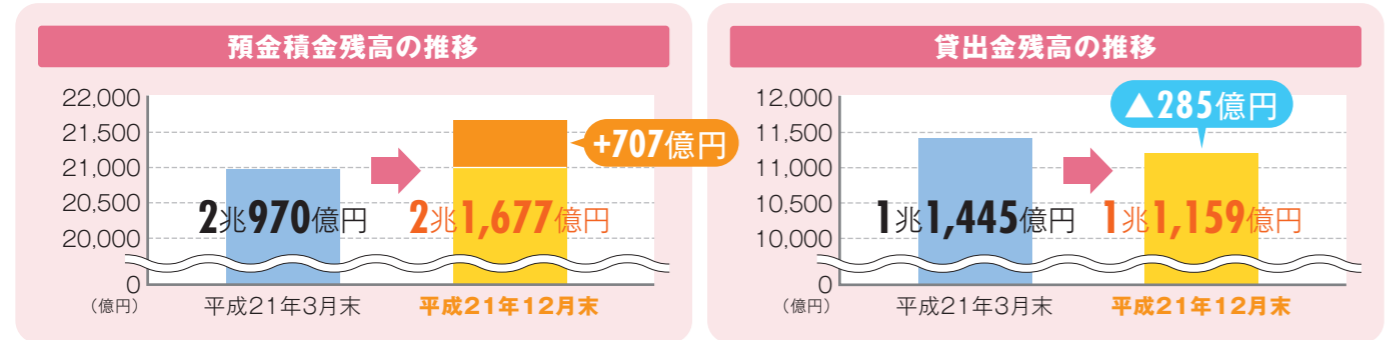 預金積金残高の推移
22,000
21,500
21,000
20,500
20,000
0
(億円)
+707億円
2兆970億円
2兆1,677億円
平成21年3月末
平成21年12月末
貸出金残高の推移
12,000
11,500
11,000
10,500
10,000
0
(億円)
▲285億円
1兆1,445億円
1兆1,159億円
平成21年3月末
平成21年12月末